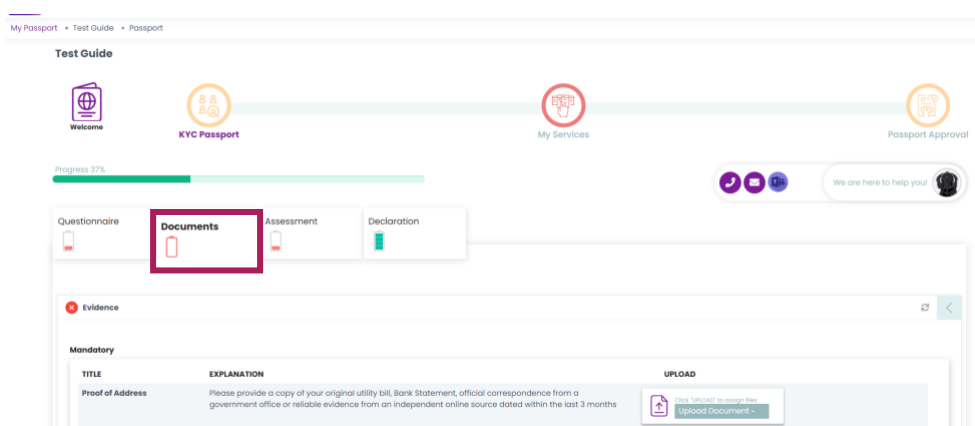 My Passport • Test Guide • Passport
Test Guide
Welcome
KYC Passport
My Services
Passport Approval
Progress 37%
We are here to help you!
Questionnaire
Documents
Assessment
Declaration
Evidence
Mandatory
TITLE EXPLANATION UPLOAD
Proof of Address
Please provide a copy of your original utility bill, Bank Statement, official correspondence from a
government office or reliable evidence from an independent online source dated within the last 3 months
Click "UPLOAD" to assign files
Upload Document -